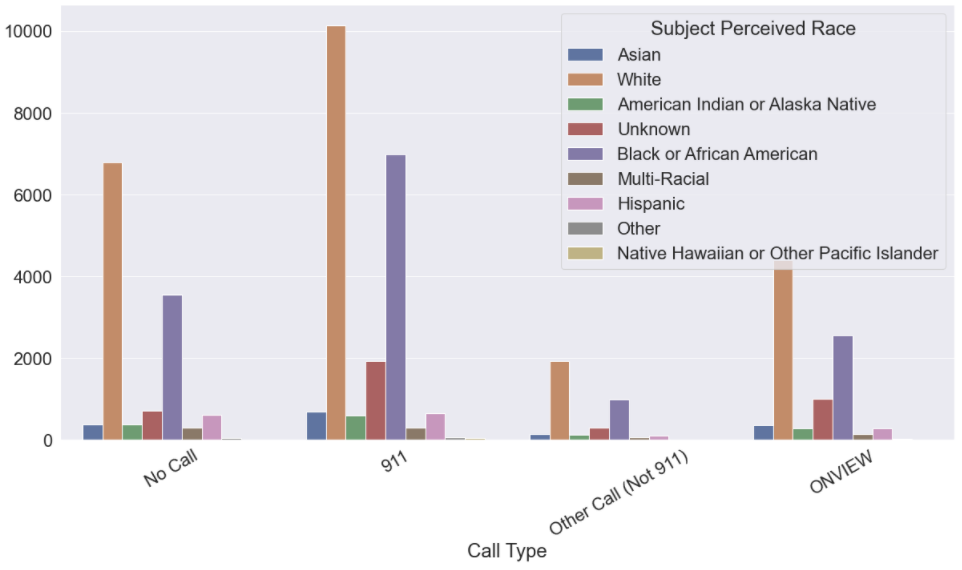 10000
8000
6000
4000
2000
0
Subject Perceived Race
Asian
White
American Indian or Alaska Native
Unknown
Black or African American
Multi-Racial
Hispanic
Other
Native Hawaiian or Other Pacific Islander
No Call
911
Other Call (Not 911)
ONVIEW
Call Type